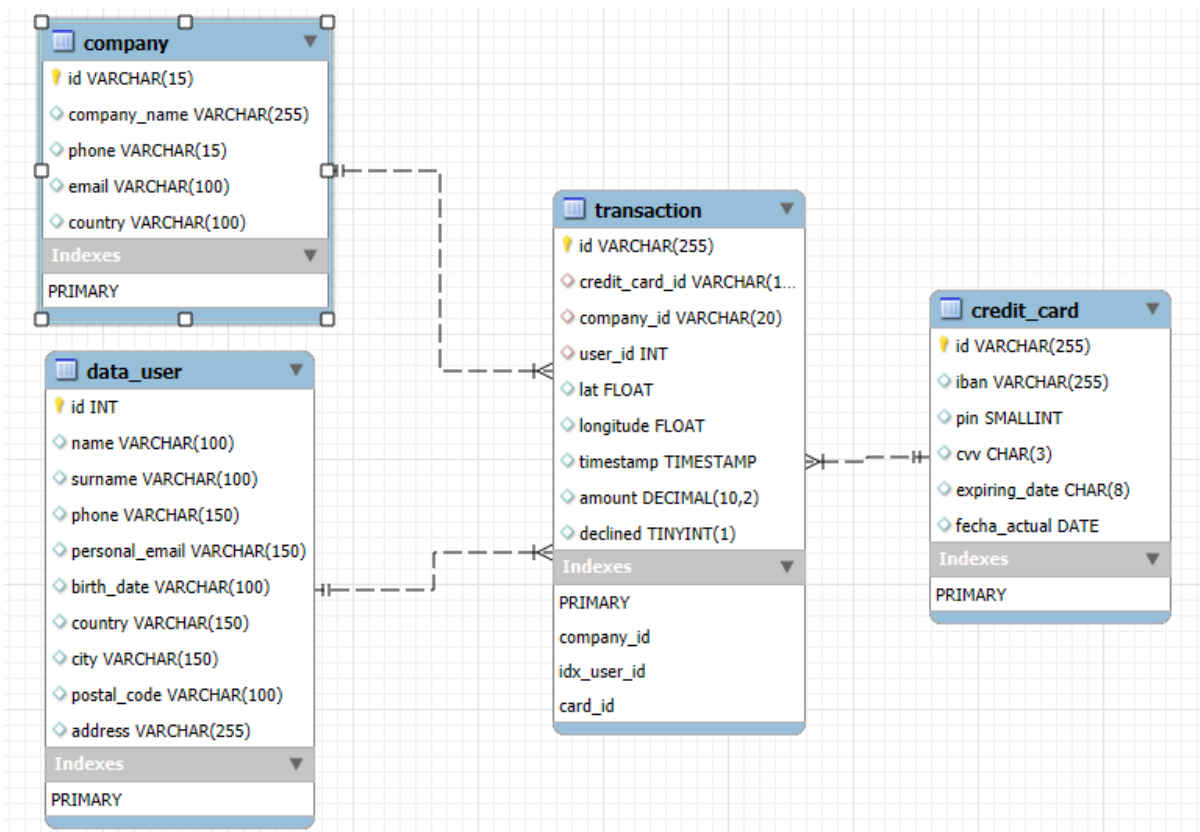 company
id VARCHAR(15)
company_name VARCHAR(255)
phone VARCHAR(15)
email VARCHAR(100)
country VARCHAR(100)
Indexes
PRIMARY
data_user
id INT
name VARCHAR(100)
surname VARCHAR(100)
phone VARCHAR(150)
personal_email VARCHAR(150)
birth_date VARCHAR(100)
country VARCHAR(150)
city VARCHAR(150)
postal_code VARCHAR(100)
address VARCHAR(255)
Indexes
PRIMARY
transaction
id VARCHAR(255)
credit_card_id VARCHAR(1...
company_id VARCHAR(20)
user_id INT
lat FLOAT
longitude FLOAT
timestamp TIMESTAMP
amount DECIMAL(10,2)
declined TINYINT(1)
Indexes
PRIMARY
company_id
idx_user_id
card_id
credit_card
id VARCHAR(255)
iban VARCHAR(255)
pin SMALLINT
cvv CHAR(3)
expiring_date CHAR(8)
fecha_actual DATE
Indexes
PRIMARY